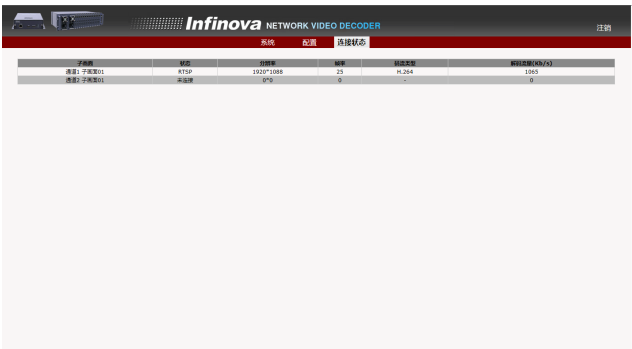 Infinova NETWORK VIDEO DECODER
注销
系统 配置 连接状态
子画面 状态 分辨率 帧率 码流类型 解码流量(Kb/s)
通道1 子画面01 RTSP 1920*1088 25 H.264 1065
通道2 子画面01 未连接 0*0 0 - 0